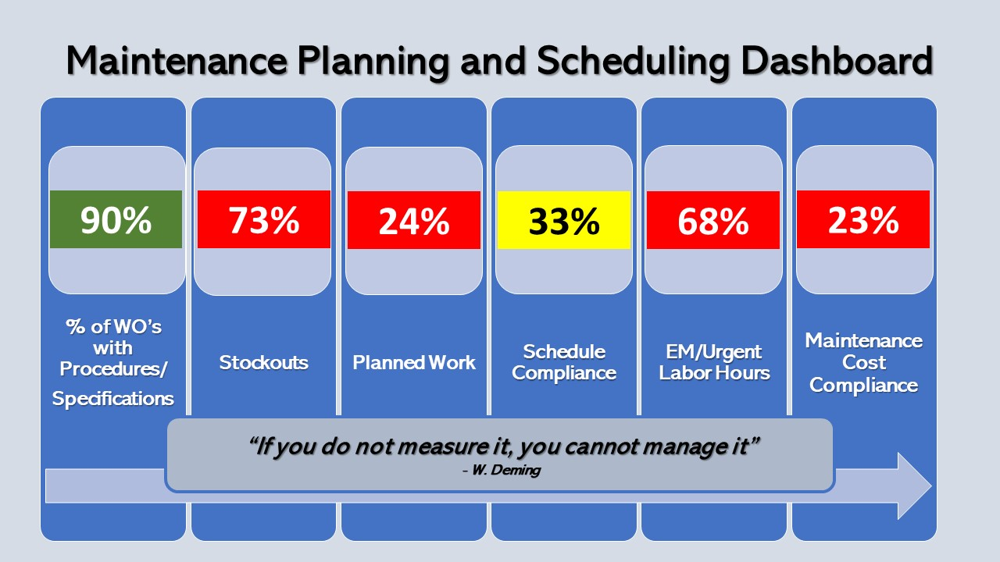 Maintenance Planning and Scheduling Dashboard
90%
73%
24%
33%
68%
23%
% of WO’s
with
Procedures/
Specifications
Stockouts
Planned Work
Schedule
Compliance
EM/Urgent
Labor Hours
Maintenance
Cost
Compliance
“If you do not measure it, you cannot manage it”
- W. Deming